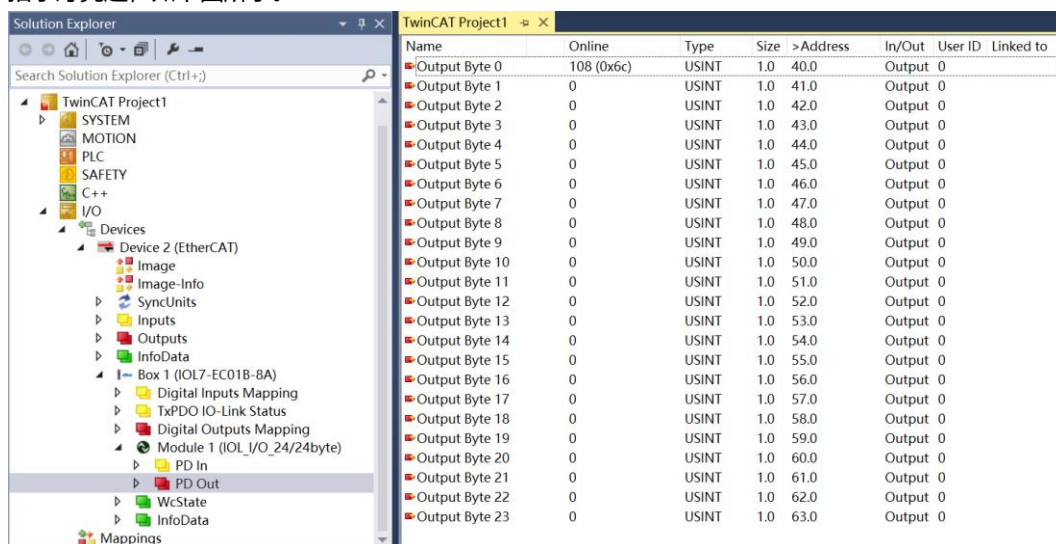 Solution Explorer
Search Solution Explorer (Ctrl+;)
TwinCAT Project1
SYSTEM
MOTION
PLC
SAFETY
C++
I/O
Devices
Device 2 (EtherCAT)
Image
Image-Info
SyncUnits
Inputs
Outputs
InfoData
Box 1 (IOL7-EC01B-8A)
Digital Inputs Mapping
TxPDO IO-Link Status
Digital Outputs Mapping
Module 1 (IOL_I/O_24/24byte)
PD In
PD Out
WcState
InfoData
Mappings
TwinCAT Project1
Name Online Type Size >Address In/Out User ID Linked to
Output Byte 0 108 (0x6c) USINT 1.0 40.0 Output 0
Output Byte 1 0 USINT 1.0 41.0 Output 0
Output Byte 2 0 USINT 1.0 42.0 Output 0
Output Byte 3 0 USINT 1.0 43.0 Output 0
Output Byte 4 0 USINT 1.0 44.0 Output 0
Output Byte 5 0 USINT 1.0 45.0 Output 0
Output Byte 6 0 USINT 1.0 46.0 Output 0
Output Byte 7 0 USINT 1.0 47.0 Output 0
Output Byte 8 0 USINT 1.0 48.0 Output 0
Output Byte 9 0 USINT 1.0 49.0 Output 0
Output Byte 10 0 USINT 1.0 50.0 Output 0
Output Byte 11 0 USINT 1.0 51.0 Output 0
Output Byte 12 0 USINT 1.0 52.0 Output 0
Output Byte 13 0 USINT 1.0 53.0 Output 0
Output Byte 14 0 USINT 1.0 54.0 Output 0
Output Byte 15 0 USINT 1.0 55.0 Output 0
Output Byte 16 0 USINT 1.0 56.0 Output 0
Output Byte 17 0 USINT 1.0 57.0 Output 0
Output Byte 18 0 USINT 1.0 58.0 Output 0
Output Byte 19 0 USINT 1.0 59.0 Output 0
Output Byte 20 0 USINT 1.0 60.0 Output 0
Output Byte 21 0 USINT 1.0 61.0 Output 0
Output Byte 22 0 USINT 1.0 62.0 Output 0
Output Byte 23 0 USINT 1.0 63.0 Output 0